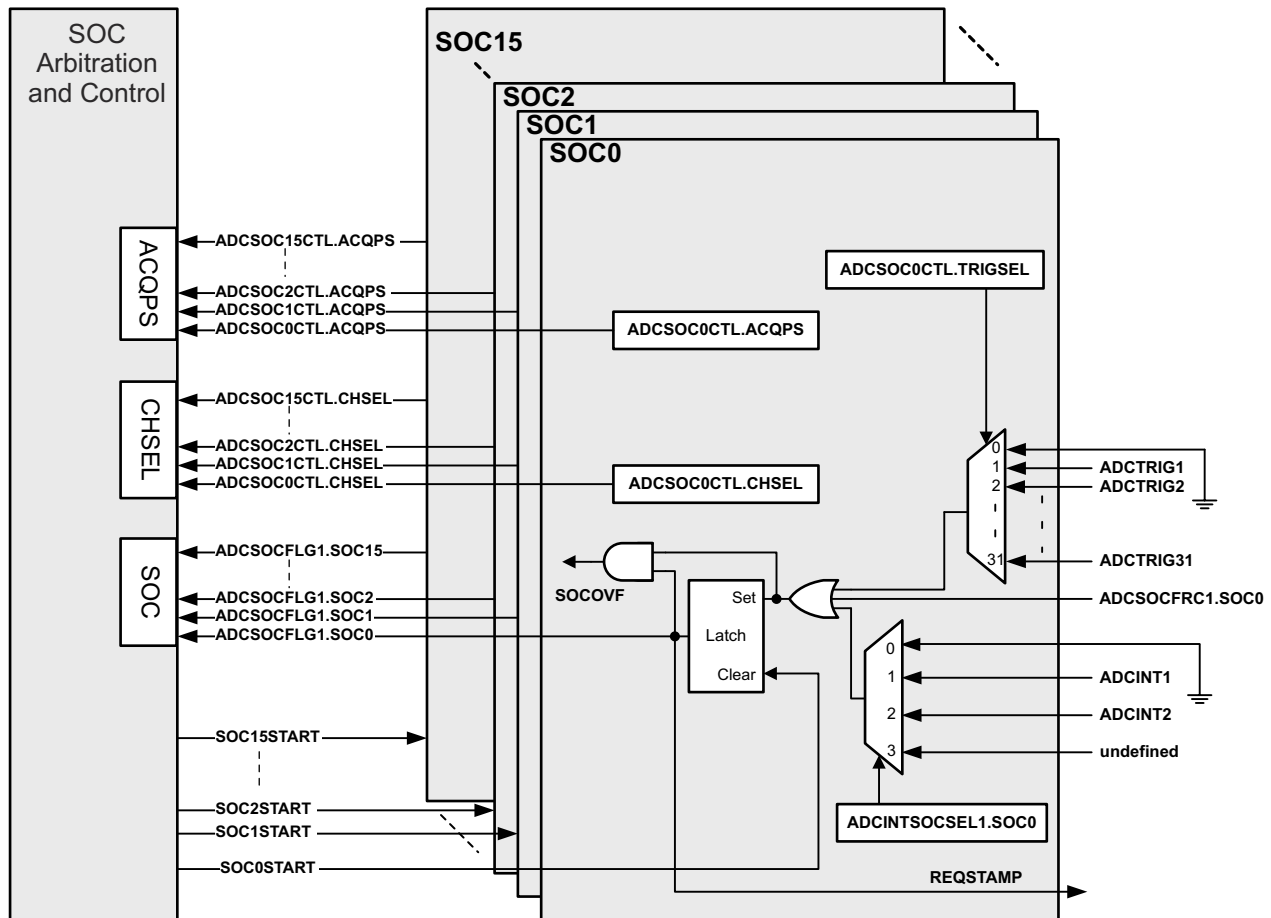 SOC
Arbitration
and Control
SOC15
SOC2
SOC1
SOC0
ACQPS
ADCSOC15CTL.ACQPS
ADCSOC2CTL.ACQPS
ADCSOC1CTL.ACQPS
ADCSOC0CTL.ACQPS
ADCSOC0CTL.TRIGSEL
ADCSOC0CTL.ACQPS
CHSEL
ADCSOC15CTL.CHSEL
ADCSOC2CTL.CHSEL
ADCSOC1CTL.CHSEL
ADCSOC0CTL.CHSEL
ADCSOC0CTL.CHSEL
0
1
2
31
ADCTRIG1
ADCTRIG2
ADCTRIG31
SOC
ADCSOCFLG1.SOC15
ADCSOCFLG1.SOC2
ADCSOCFLG1.SOC1
ADCSOCFLG1.SOC0
SOCOVF
Set
Latch
Clear
ADCSOCFRC1.SOC0
0
1
2
3
ADCINT1
ADCINT2
undefined
ADCINTSOCSEL1.SOC0
SOC15START
SOC2START
SOC1START
SOC0START
REQSTAMP